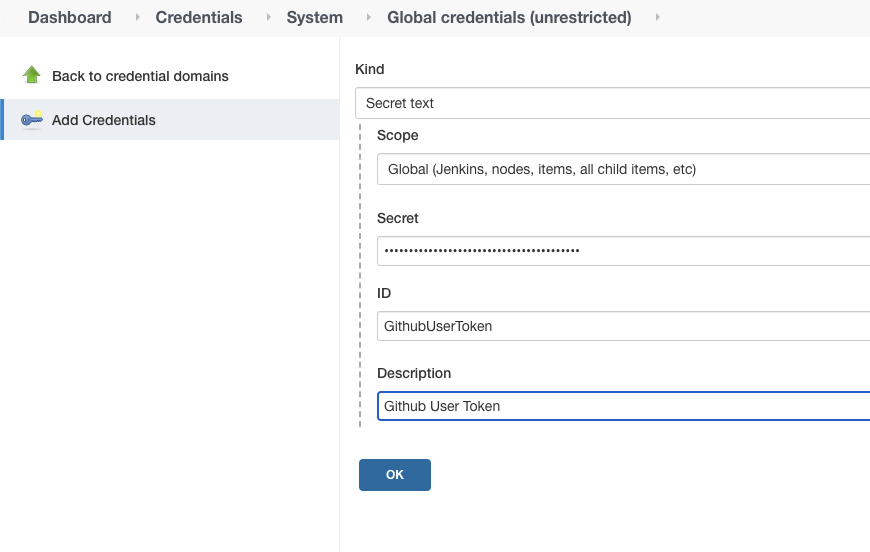 Dashboard Credentials System Global credentials (unrestricted)
Back to credential domains
Add Credentials
Kind
Secret text
Scope
Global (Jenkins, nodes, items, all child items, etc)
Secret
••••••••••••••••••••••••••••••••••••••••
ID
GithubUserToken
Description
Github User Token
OK